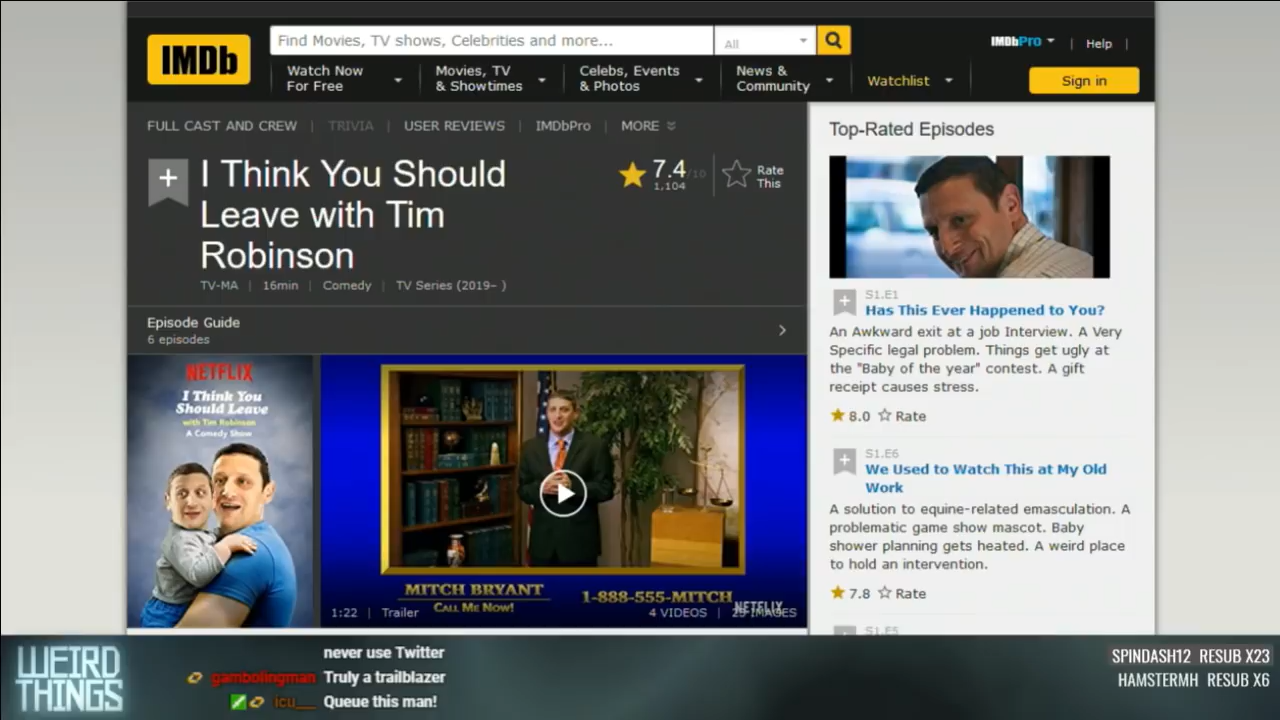 IMDb
Find Movies, TV shows, Celebrities and more...
All
IMDbPro
Help
Watch Now
For Free
Movies, TV
& Showtimes
Celebs, Events
& Photos
News &
Community
Watchlist
Sign in
FULL CAST AND CREW | TRIVIA | USER REVIEWS | IMDbPro | MORE
I Think You Should
Leave with Tim
Robinson
7.4/10
1,104
Rate
This
TV-MA | 16min | Comedy | TV Series (2019– )
Episode Guide
6 episodes
NETFLIX
I Think You
Should Leave
with Tim Robinson
A Comedy Show
MITCH BRYANT
CALL ME NOW!
1-888-555-MITCH
NETFLIX
1:22 | Trailer
4 VIDEOS | IMAGES
Top-Rated Episodes
S1.E1
Has This Ever Happened to You?
An Awkward exit at a job Interview. A Very
Specific legal problem. Things get ugly at
the "Baby of the year" contest. A gift
receipt causes stress.
8.0 Rate
S1.E6
We Used to Watch This at My Old
Work
A solution to equine-related emasculation. A
problematic game show mascot. Baby
shower planning gets heated. A weird place
to hold an intervention.
7.8 Rate
S1.E5
WEIRD
THINGS
never use Twitter
gambolingman Truly a trailblazer
icu__ Queue this man!
SPINDASH12 RESUB X23
HAMSTERMH RESUB X6